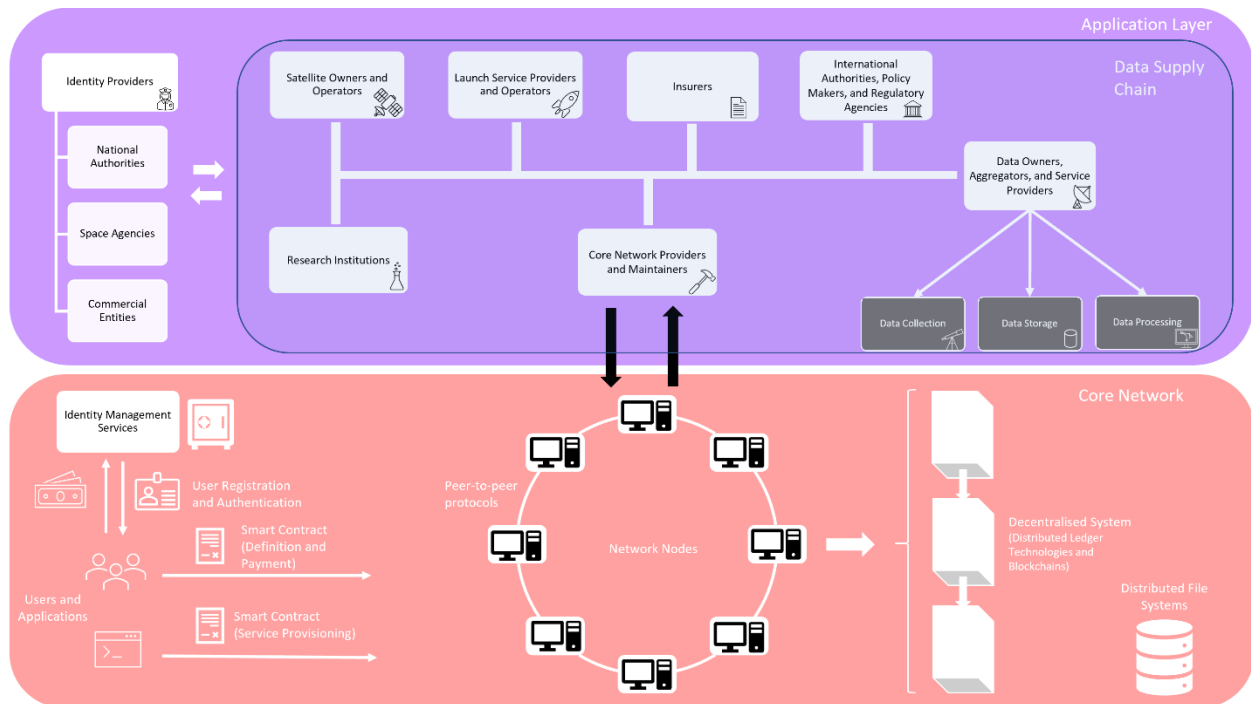 Application Layer
Data Supply
Chain
Identity Providers
National
Authorities
Space Agencies
Commercial
Entities
Satellite Owners and
Operators
Launch Service Providers
and Operators
Insurers
International
Authorities, Policy
Makers, and Regulatory
Agencies
Data Owners,
Aggregators, and Service
Providers
Research Institutions
Core Network Providers
and Maintainers
Data Collection
Data Storage
Data Processing
Core Network
Identity Management
Services
User Registration
and Authentication
Smart Contract
(Definition and
Payment)
Users and
Applications
Smart Contract
(Service Provisioning)
Peer-to-peer
protocols
Network Nodes
Decentralised System
(Distributed Ledger
Technologies and
Blockchains)
Distributed File
Systems